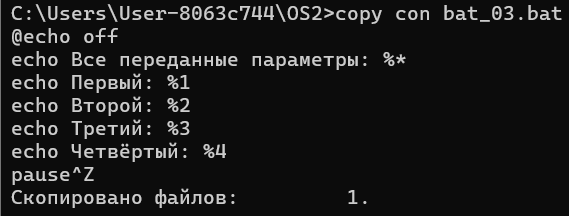 C:\Users\User-8063c744\OS2>copy con bat_03.bat
@echo off
echo Все переданные параметры: %*
echo Первый: %1
echo Второй: %2
echo Третий: %3
echo Четвёртый: %4
pause^Z
Скопировано файлов:         1.